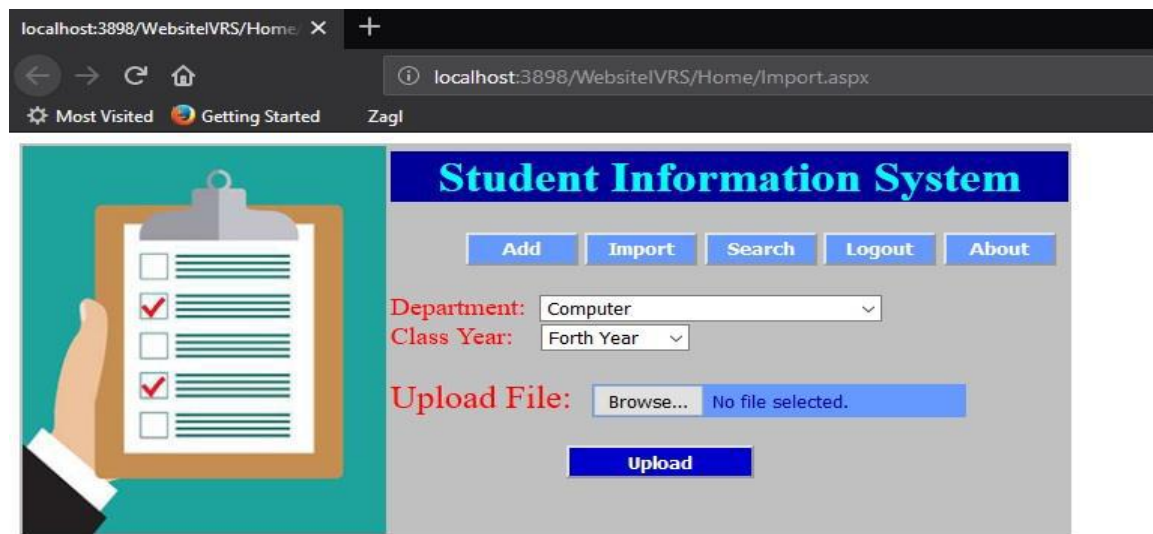 localhost:3898/WebsiteIVRS/Home/
localhost:3898/WebsiteIVRS/Home/Import.aspx
Most Visited Getting Started Zagl
Student Information System
Add Import Search Logout About
Department: Computer
Class Year: Forth Year
Upload File: Browse... No file selected.
Upload